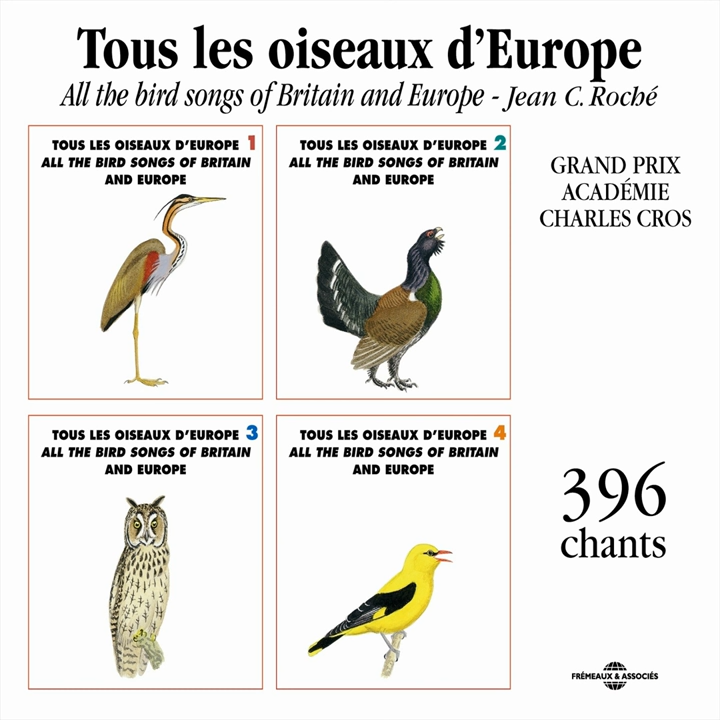 Tous les oiseaux d'Europe
All the bird songs of Britain and Europe - Jean C. Roché
TOUS LES OISEAUX D'EUROPE 1
ALL THE BIRD SONGS OF BRITAIN
AND EUROPE
TOUS LES OISEAUX D'EUROPE 2
ALL THE BIRD SONGS OF BRITAIN
AND EUROPE
GRAND PRIX
ACADÉMIE
CHARLES CROS
TOUS LES OISEAUX D'EUROPE 3
ALL THE BIRD SONGS OF BRITAIN
AND EUROPE
TOUS LES OISEAUX D'EUROPE 4
ALL THE BIRD SONGS OF BRITAIN
AND EUROPE
396
chants
FRÉMEAUX & ASSOCIÉS